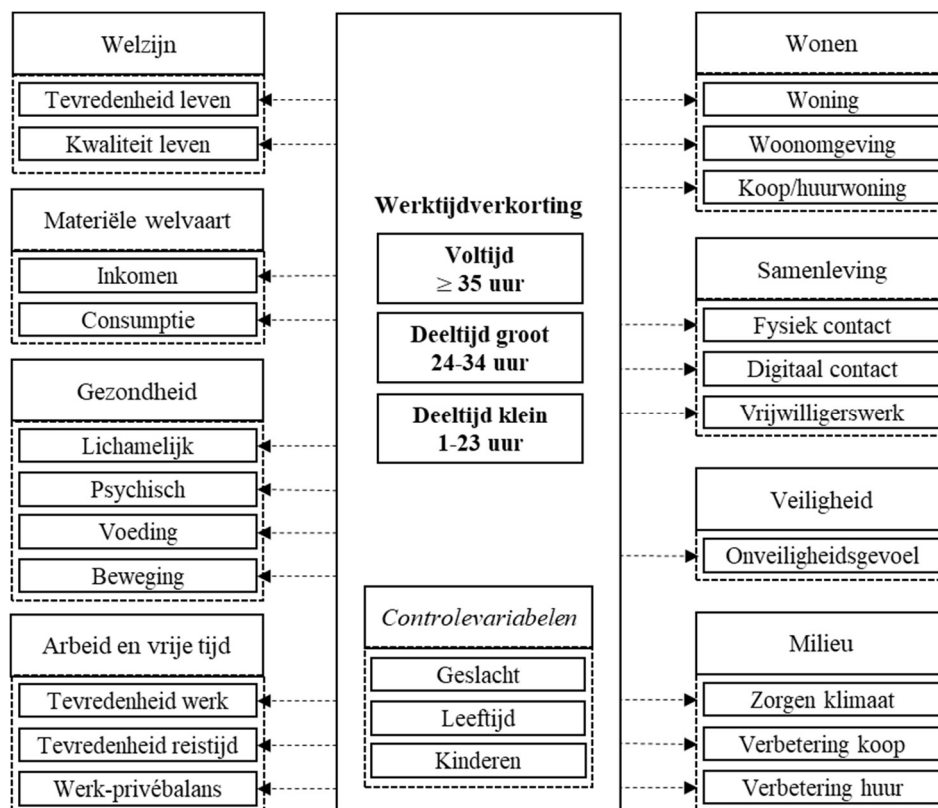 Welzijn
Tevredenheid leven
Kwaliteit leven
Materiële welvaart
Inkomen
Consumptie
Gezondheid
Lichamelijk
Psychisch
Voeding
Beweging
Arbeid en vrije tijd
Tevredenheid werk
Tevredenheid reistijd
Werk-privébalans
Werktijdverkorting
Voltijd
≥ 35 uur
Deeltijd groot
24-34 uur
Deeltijd klein
1-23 uur
Controlevariabelen
Geslacht
Leeftijd
Kinderen
Wonen
Woning
Woonomgeving
Koop/huurwoning
Samenleving
Fysiek contact
Digitaal contact
Vrijwilligerswerk
Veiligheid
Onveiligheidsgevoel
Milieu
Zorgen klimaat
Verbetering koop
Verbetering huur